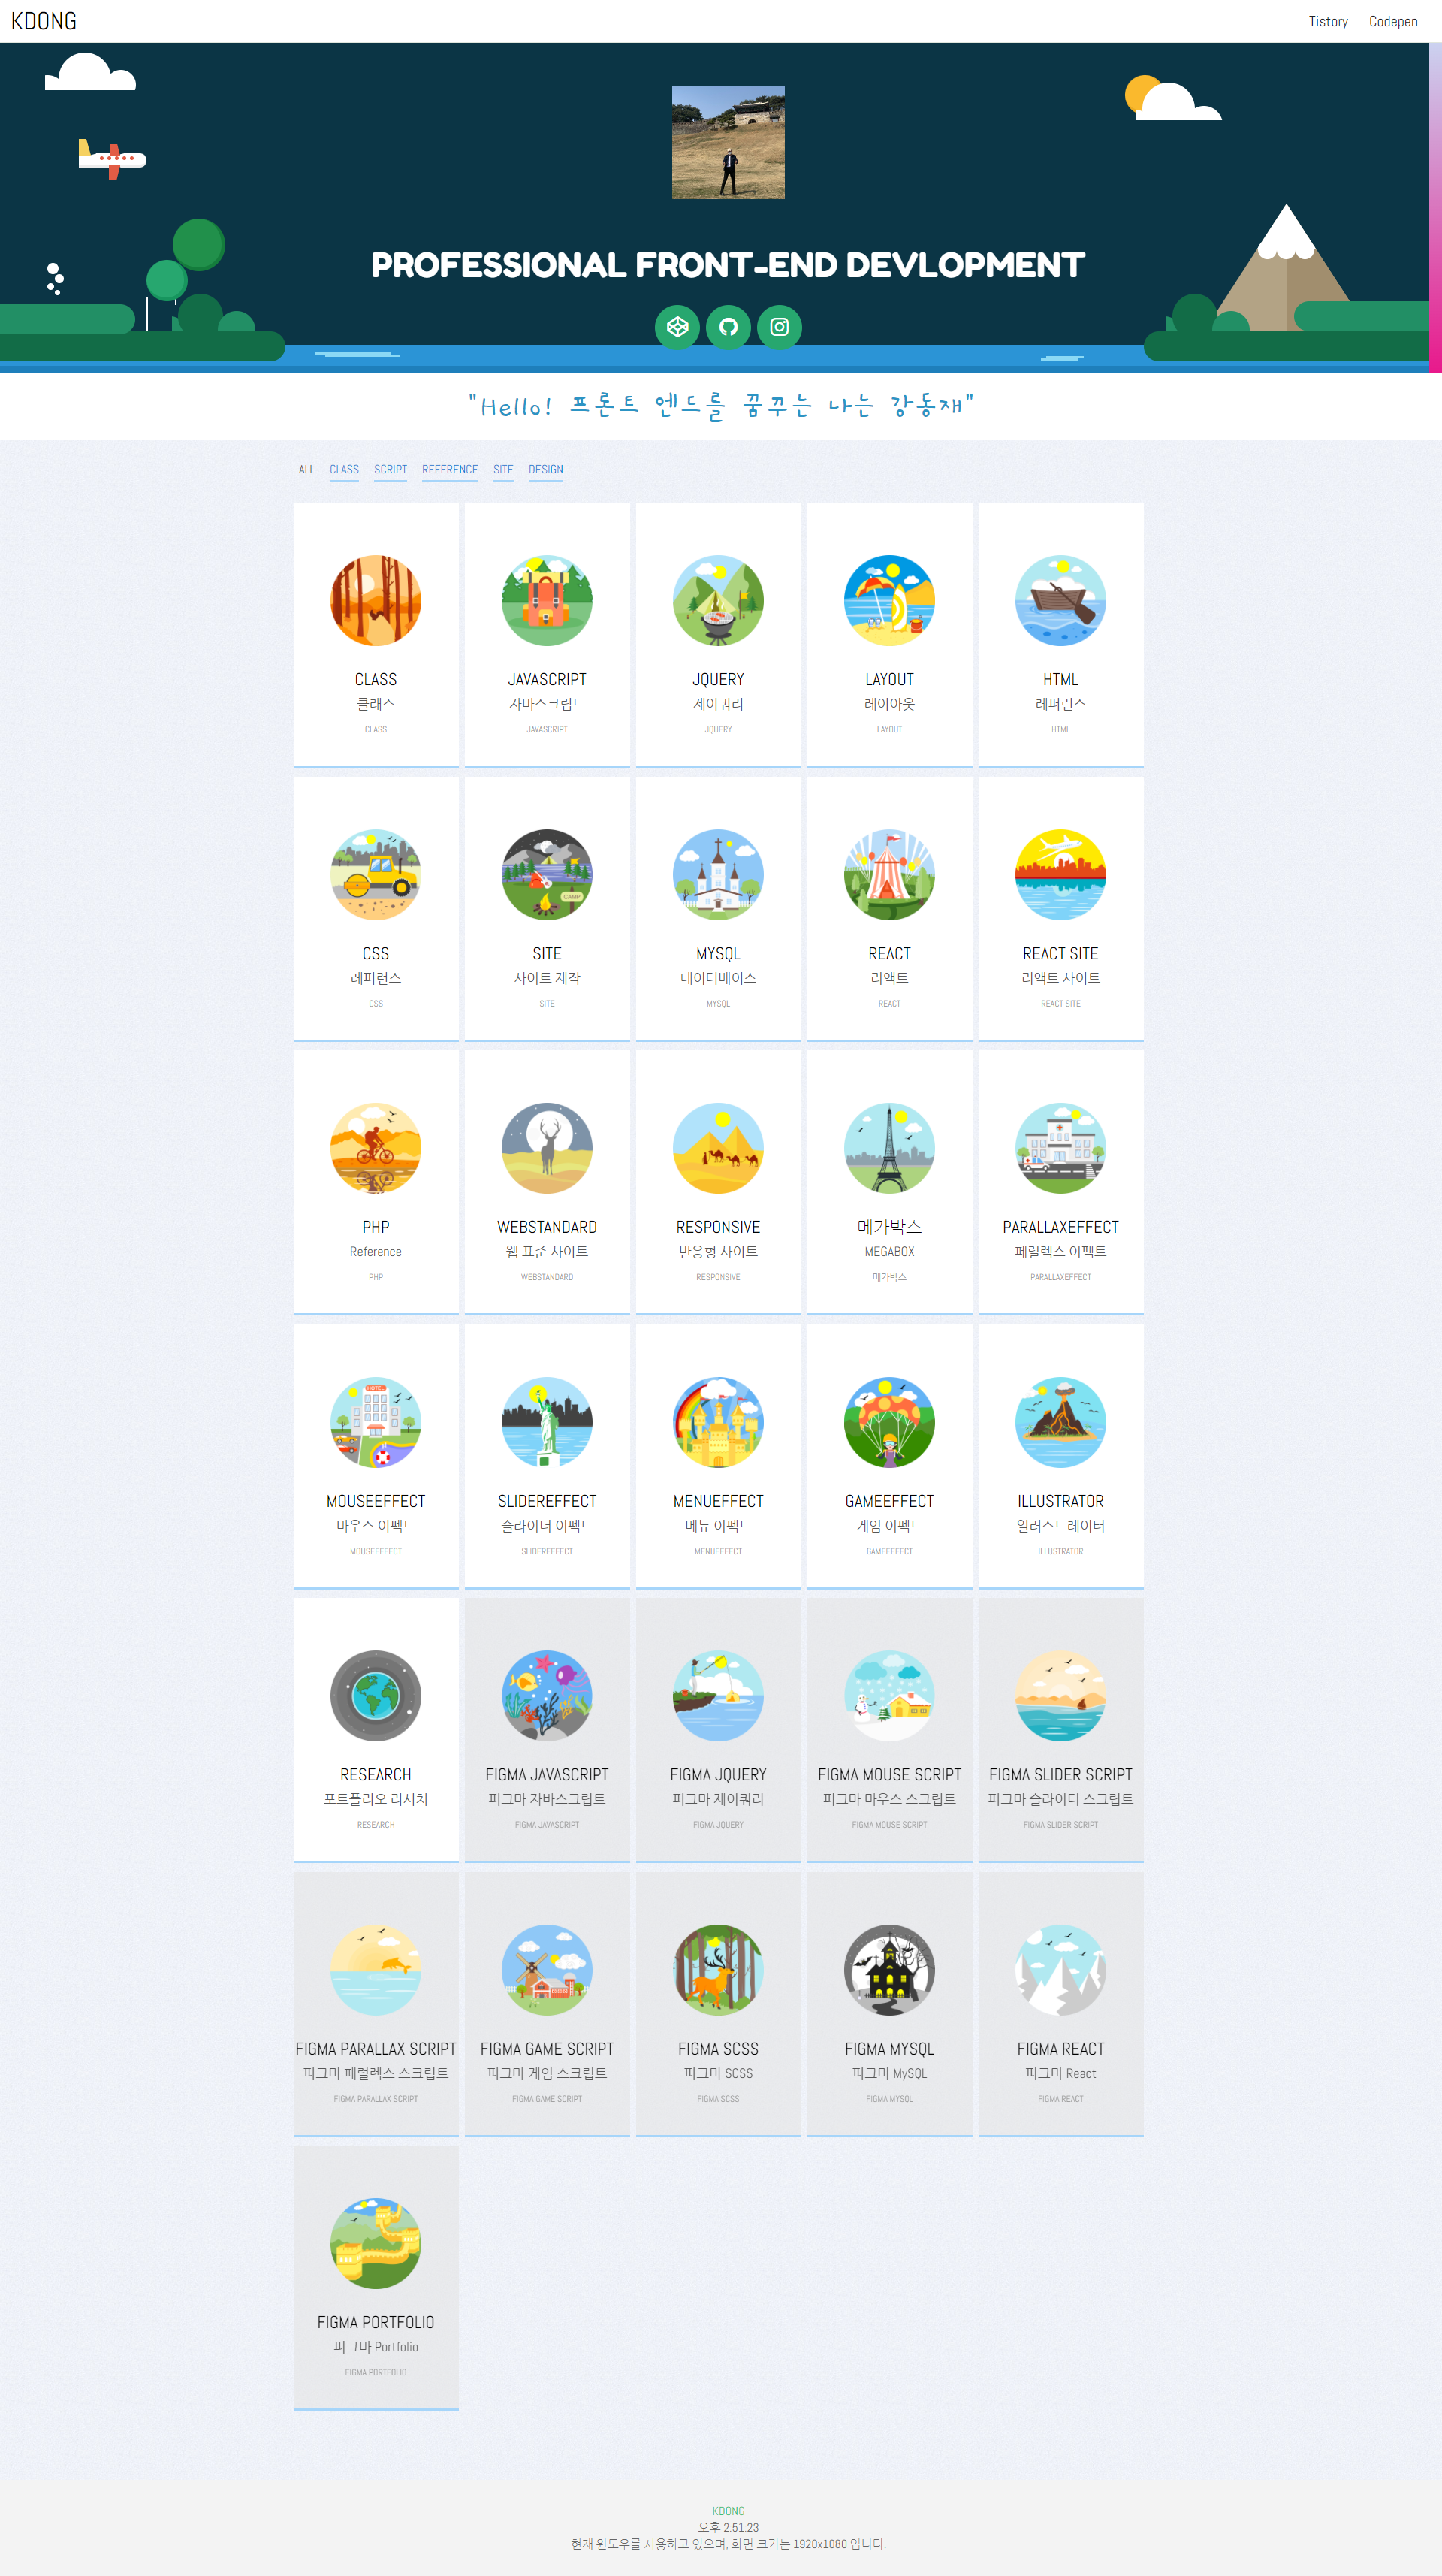 KDONG
Tistory Codepen
PROFESSIONAL FRONT-END DEVLOPMENT
"Hello! 프론트 엔드를 꿈꾸는 나는 강동재"
ALL CLASS SCRIPT REFERENCE SITE DESIGN
CLASS
클래스
CLASS
JAVASCRIPT
자바스크립트
JAVASCRIPT
JQUERY
제이쿼리
JQUERY
LAYOUT
레이아웃
LAYOUT
HTML
레퍼런스
HTML
CSS
레퍼런스
CSS
CAMP
SITE
사이트 제작
SITE
MYSQL
데이터베이스
MYSQL
REACT
리액트
REACT
REACT SITE
리액트 사이트
REACT SITE
PHP
Reference
PHP
WEBSTANDARD
웹 표준 사이트
WEBSTANDARD
RESPONSIVE
반응형 사이트
RESPONSIVE
메가박스
MEGABOX
메가박스
PARALLAXEFFECT
페럴렉스 이펙트
PARALLAXEFFECT
HOTEL
MOUSEEFFECT
마우스 이펙트
MOUSEEFFECT
SLIDEREFFECT
슬라이더 이펙트
SLIDEREFFECT
MENUEFFECT
메뉴 이펙트
MENUEFFECT
GAMEEFFECT
게임 이펙트
GAMEEFFECT
ILLUSTRATOR
일러스트레이터
ILLUSTRATOR
RESEARCH
포트폴리오 리서치
RESEARCH
FIGMA JAVASCRIPT
피그마 자바스크립트
FIGMA JAVASCRIPT
FIGMA JQUERY
피그마 제이쿼리
FIGMA JQUERY
FIGMA MOUSE SCRIPT
피그마 마우스 스크립트
FIGMA MOUSE SCRIPT
FIGMA SLIDER SCRIPT
피그마 슬라이더 스크립트
FIGMA SLIDER SCRIPT
FIGMA PARALLAX SCRIPT
피그마 패럴렉스 스크립트
FIGMA PARALLAX SCRIPT
FIGMA GAME SCRIPT
피그마 게임 스크립트
FIGMA GAME SCRIPT
FIGMA SCSS
피그마 SCSS
FIGMA SCSS
FIGMA MYSQL
피그마 MySQL
FIGMA MYSQL
FIGMA REACT
피그마 React
FIGMA REACT
FIGMA PORTFOLIO
피그마 Portfolio
FIGMA PORTFOLIO
KDONG
오후 2:51:23
현재 윈도우를 사용하고 있으며, 화면 크기는 1920x1080 입니다.